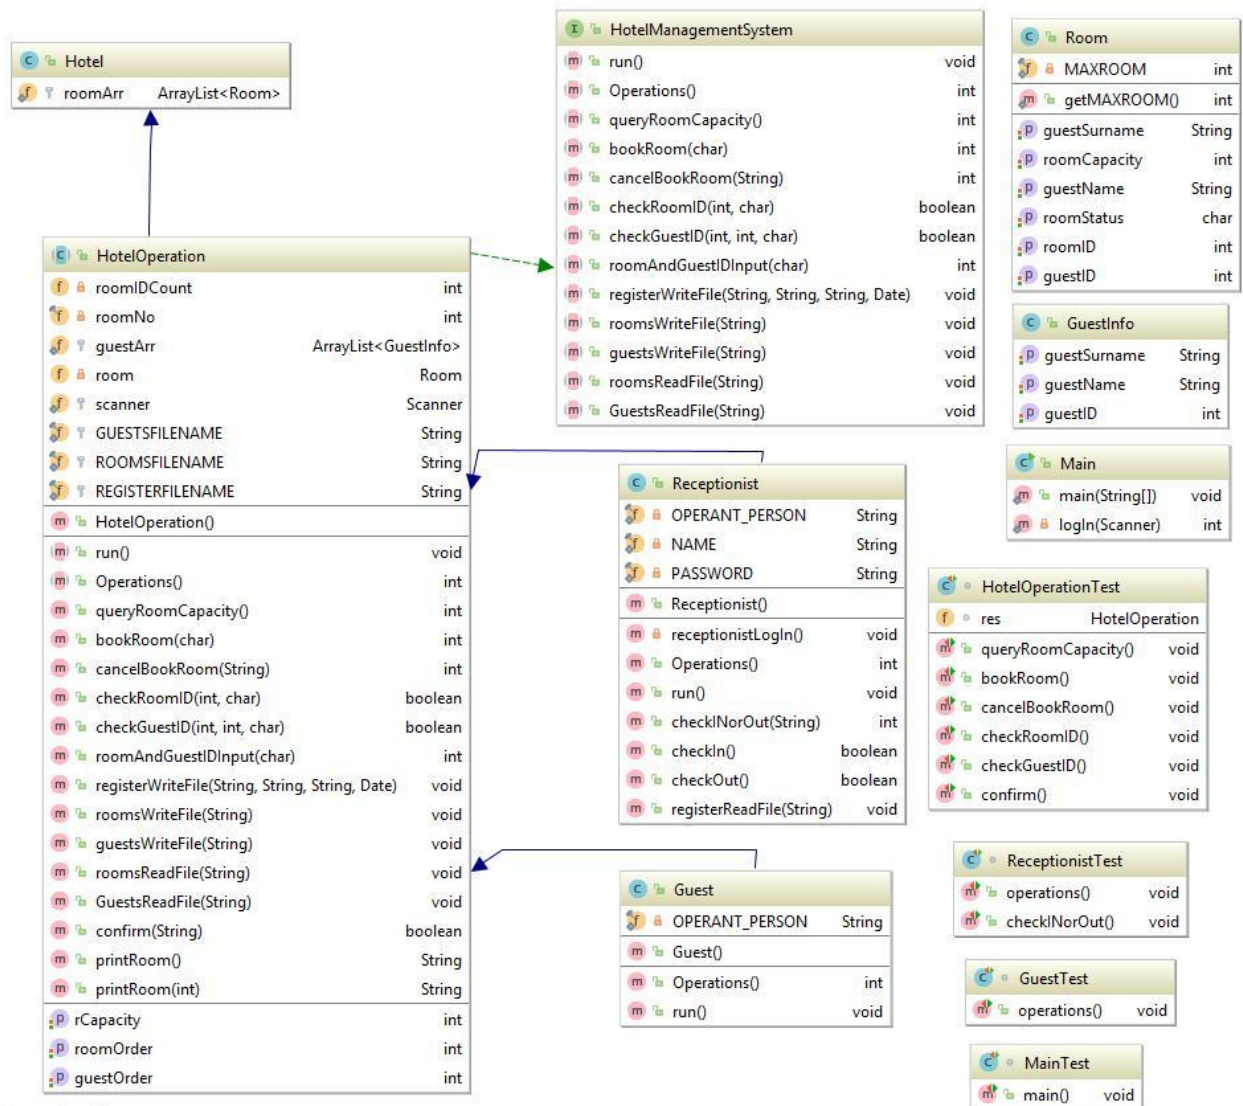 Hotel
roomArr ArrayList<Room>
HotelOperation
roomIDCount int
roomNo int
guestArr ArrayList<GuestInfo>
room Room
scanner Scanner
GUESTSFILENAME String
ROOMSFILENAME String
REGISTERFILENAME String
HotelOperation()
run() void
Operations() int
queryRoomCapacity() int
bookRoom(char) int
cancelBookRoom(String) int
checkRoomID(int, char) boolean
checkGuestID(int, int, char) boolean
roomAndGuestIDInput(char) int
registerWriteFile(String, String, String, Date) void
roomsWriteFile(String) void
guestsWriteFile(String) void
roomsReadFile(String) void
GuestsReadFile(String) void
confirm(String) boolean
printRoom() String
printRoom(int) String
rCapacity int
roomOrder int
guestOrder int
HotelManagementSystem
run() void
Operations() int
queryRoomCapacity() int
bookRoom(char) int
cancelBookRoom(String) int
checkRoomID(int, char) boolean
checkGuestID(int, int, char) boolean
roomAndGuestIDInput(char) int
registerWriteFile(String, String, String, Date) void
roomsWriteFile(String) void
guestsWriteFile(String) void
roomsReadFile(String) void
GuestsReadFile(String) void
Receptionist
OPERANT_PERSON String
NAME String
PASSWORD String
Receptionist()
receptionistLogIn() void
Operations() int
run() void
checkINorOut(String) int
checkIn() boolean
checkOut() boolean
registerReadFile(String) void
Guest
OPERANT_PERSON String
Guest()
Operations() int
run() void
Room
MAXROOM int
getMAXROOM() int
guestSurname String
roomCapacity int
guestName String
roomStatus char
roomID int
guestID int
GuestInfo
guestSurname String
guestName String
guestID int
Main
main(String[]) void
logIn(Scanner) int
HotelOperationTest
res HotelOperation
queryRoomCapacity() void
bookRoom() void
cancelBookRoom() void
checkRoomID() void
checkGuestID() void
confirm() void
ReceptionistTest
operations() void
checkINorOut() void
GuestTest
operations() void
MainTest
main() void